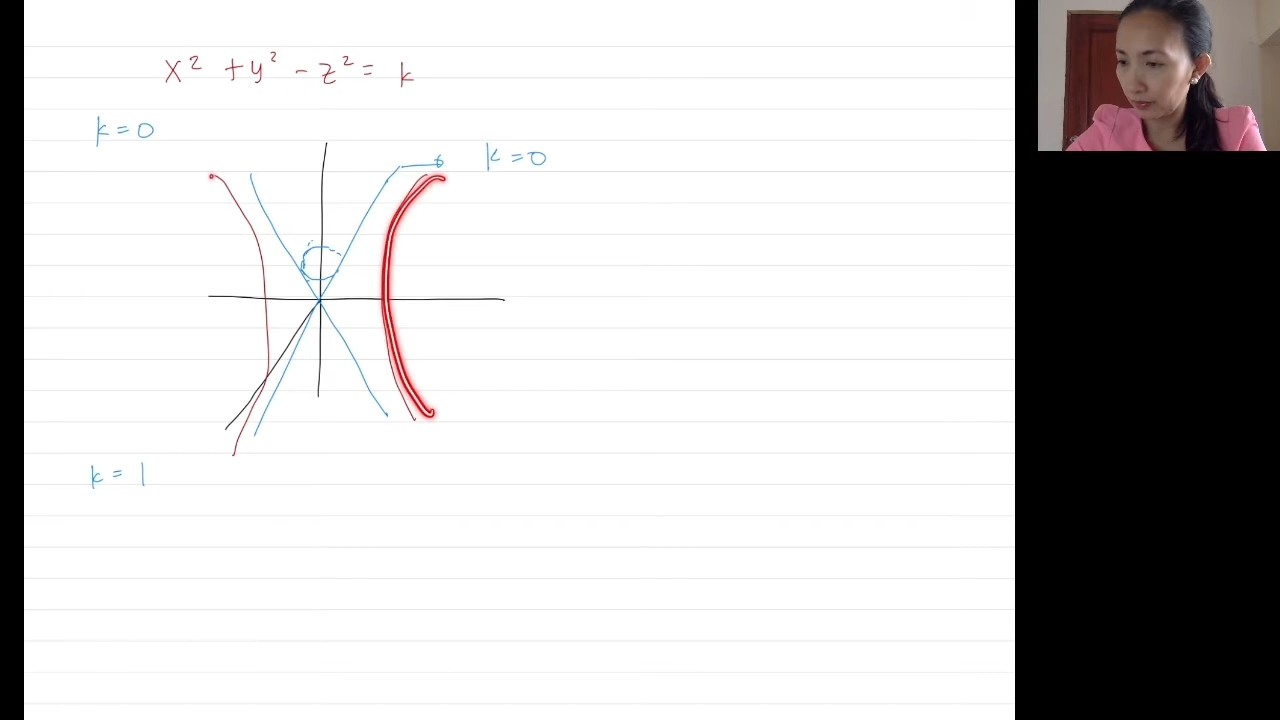 x² + y² - z² = k
k = 0
k = 0
k = 1